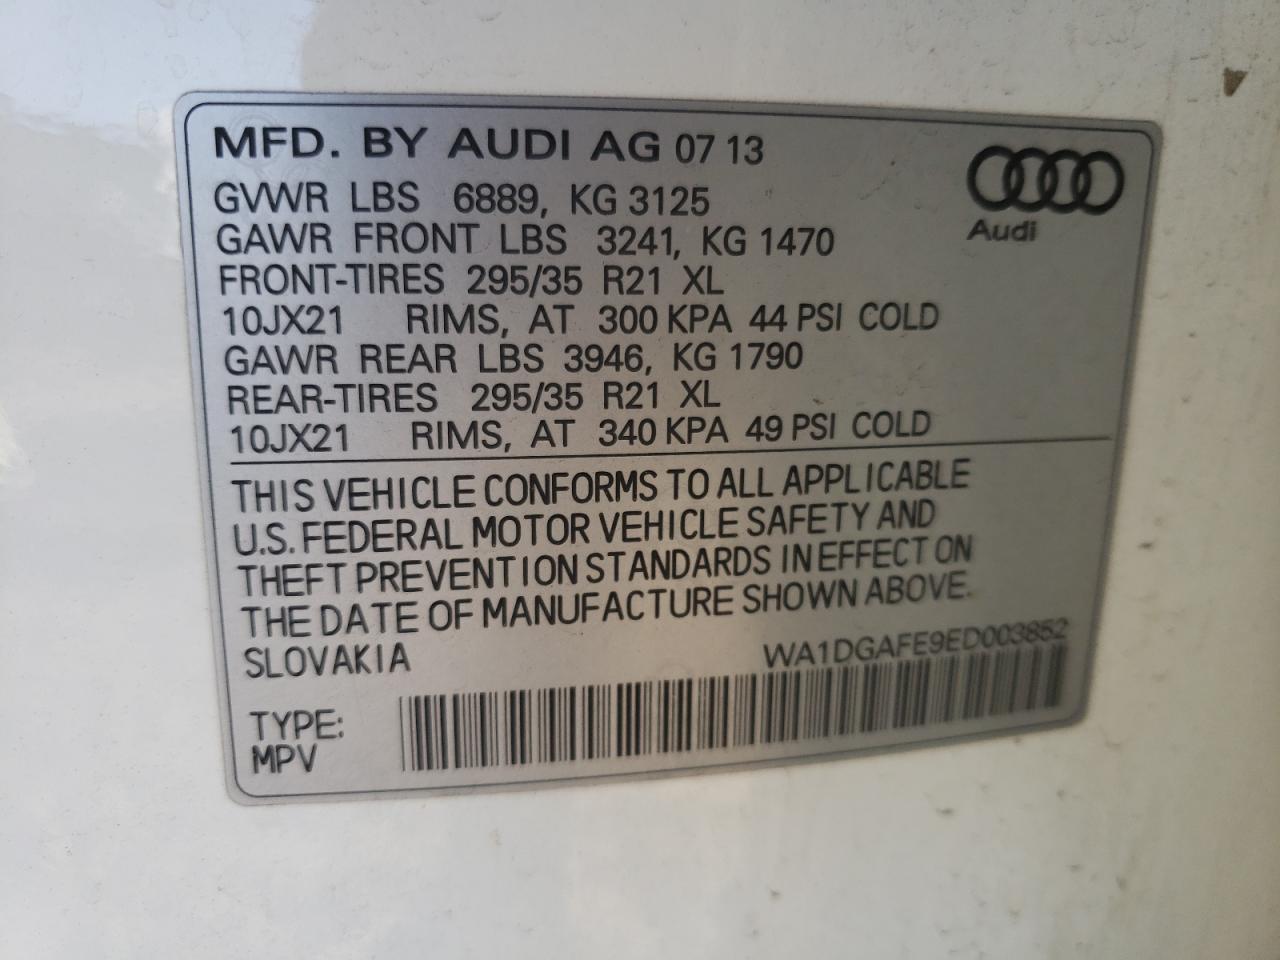 MFD. BY AUDI AG 07 13
GVWR LBS 6889, KG 3125
GAWR FRONT LBS 3241, KG 1470
FRONT-TIRES 295/35 R21 XL
10JX21 RIMS, AT 300 KPA 44 PSI COLD
GAWR REAR LBS 3946, KG 1790
REAR-TIRES 295/35 R21 XL
10JX21 RIMS, AT 340 KPA 49 PSI COLD
Audi
THIS VEHICLE CONFORMS TO ALL APPLICABLE
U.S. FEDERAL MOTOR VEHICLE SAFETY AND
THEFT PREVENTION STANDARDS IN EFFECT ON
THE DATE OF MANUFACTURE SHOWN ABOVE.
SLOVAKIA
WA1DGAFE9ED003852
TYPE:
MPV